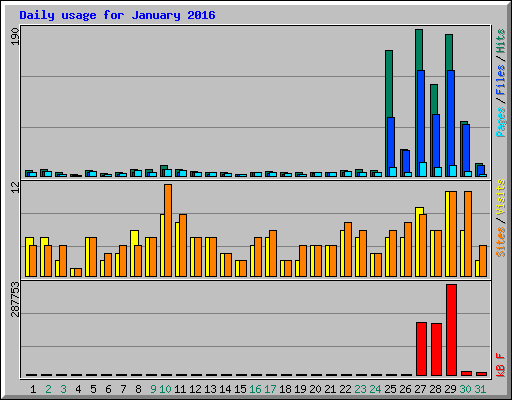 Daily usage for January 2016
190
Pages / Files / Hits
12
Sites / Visits
287753
kB F
1 2 3 4 5 6 7 8 9 10 11 12 13 14 15 16 17 18 19 20 21 22 23 24 25 26 27 28 29 30 31